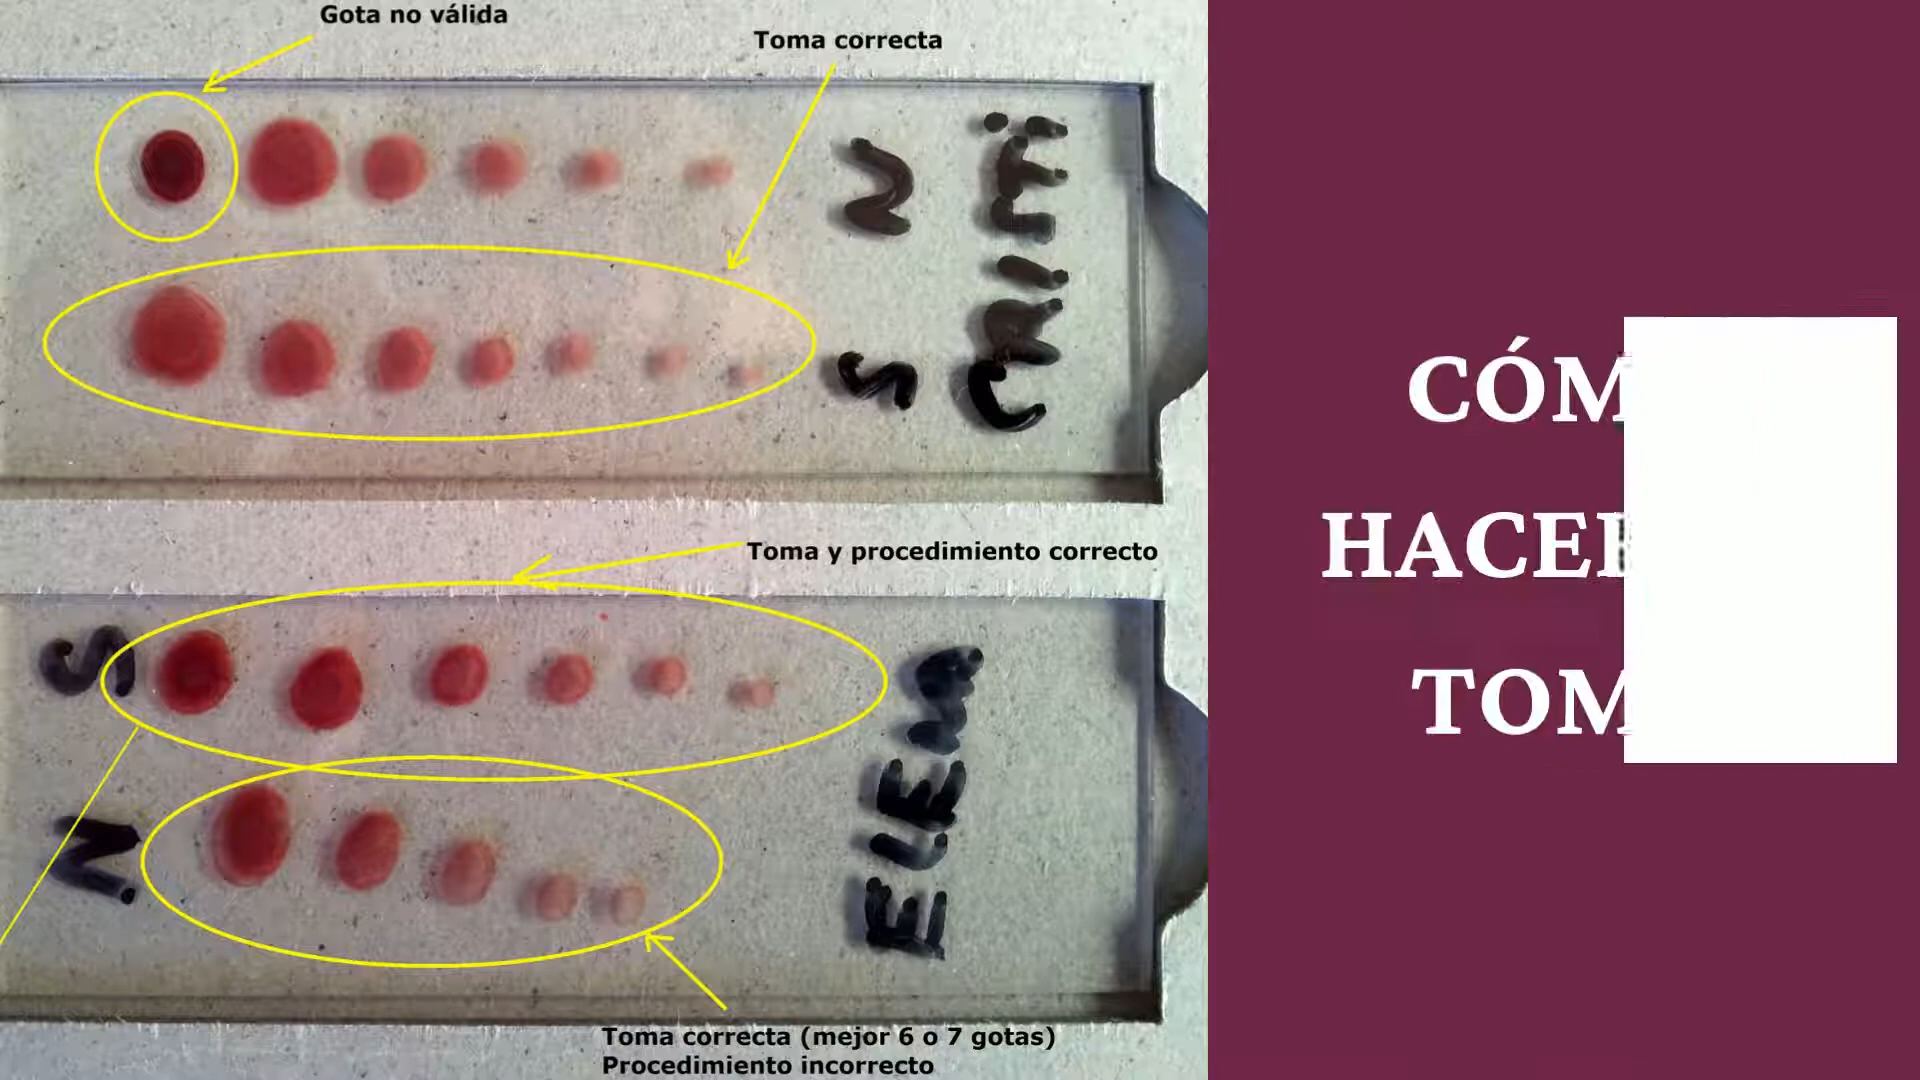 Gota no válida
Toma correcta
N
S
Toma y procedimiento correcto
S
N
ELENA
Toma correcta (mejor 6 o 7 gotas)
Procedimiento incorrecto
CÓM
HACE
TOM